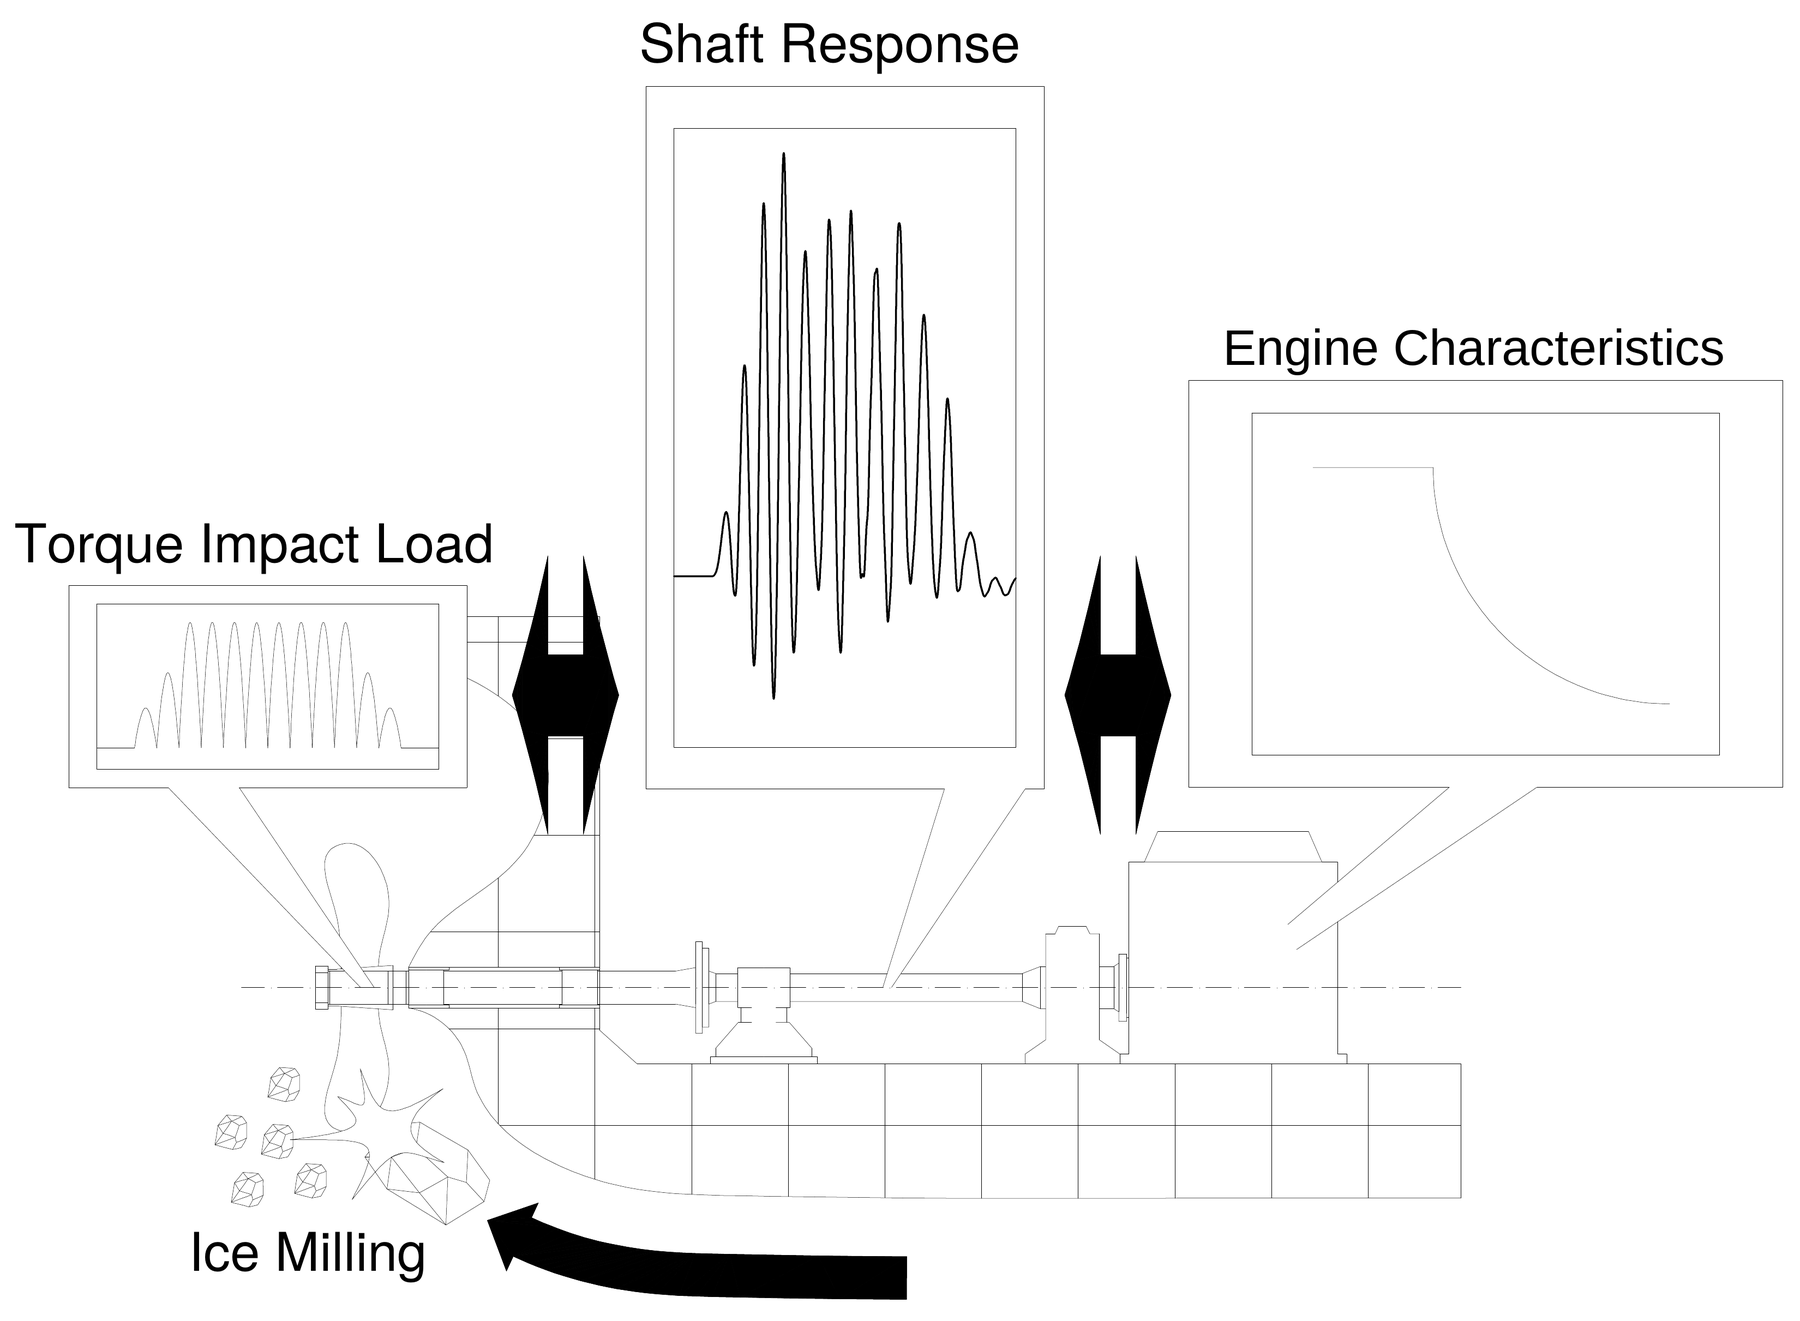 Shaft Response
Engine Characteristics
Torque Impact Load
Ice Milling